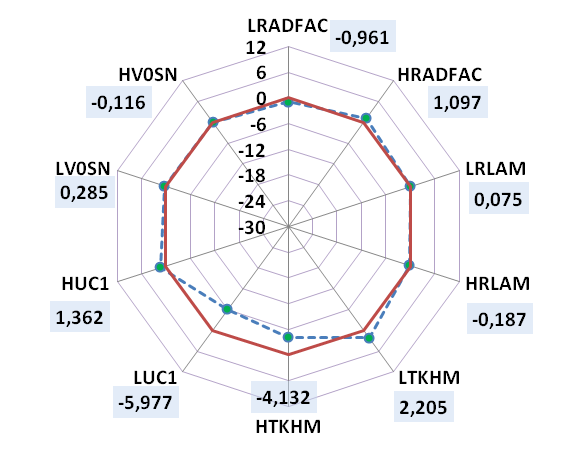 LRADFAC
-0,961
12
6
0
-6
-12
-18
-24
-30
HRADFAC
1,097
LRLAM
0,075
HRLAM
-0,187
LTKHM
2,205
-4,132
HTKHM
LUC1
-5,977
HUC1
1,362
LV0SN
0,285
HV0SN
-0,116